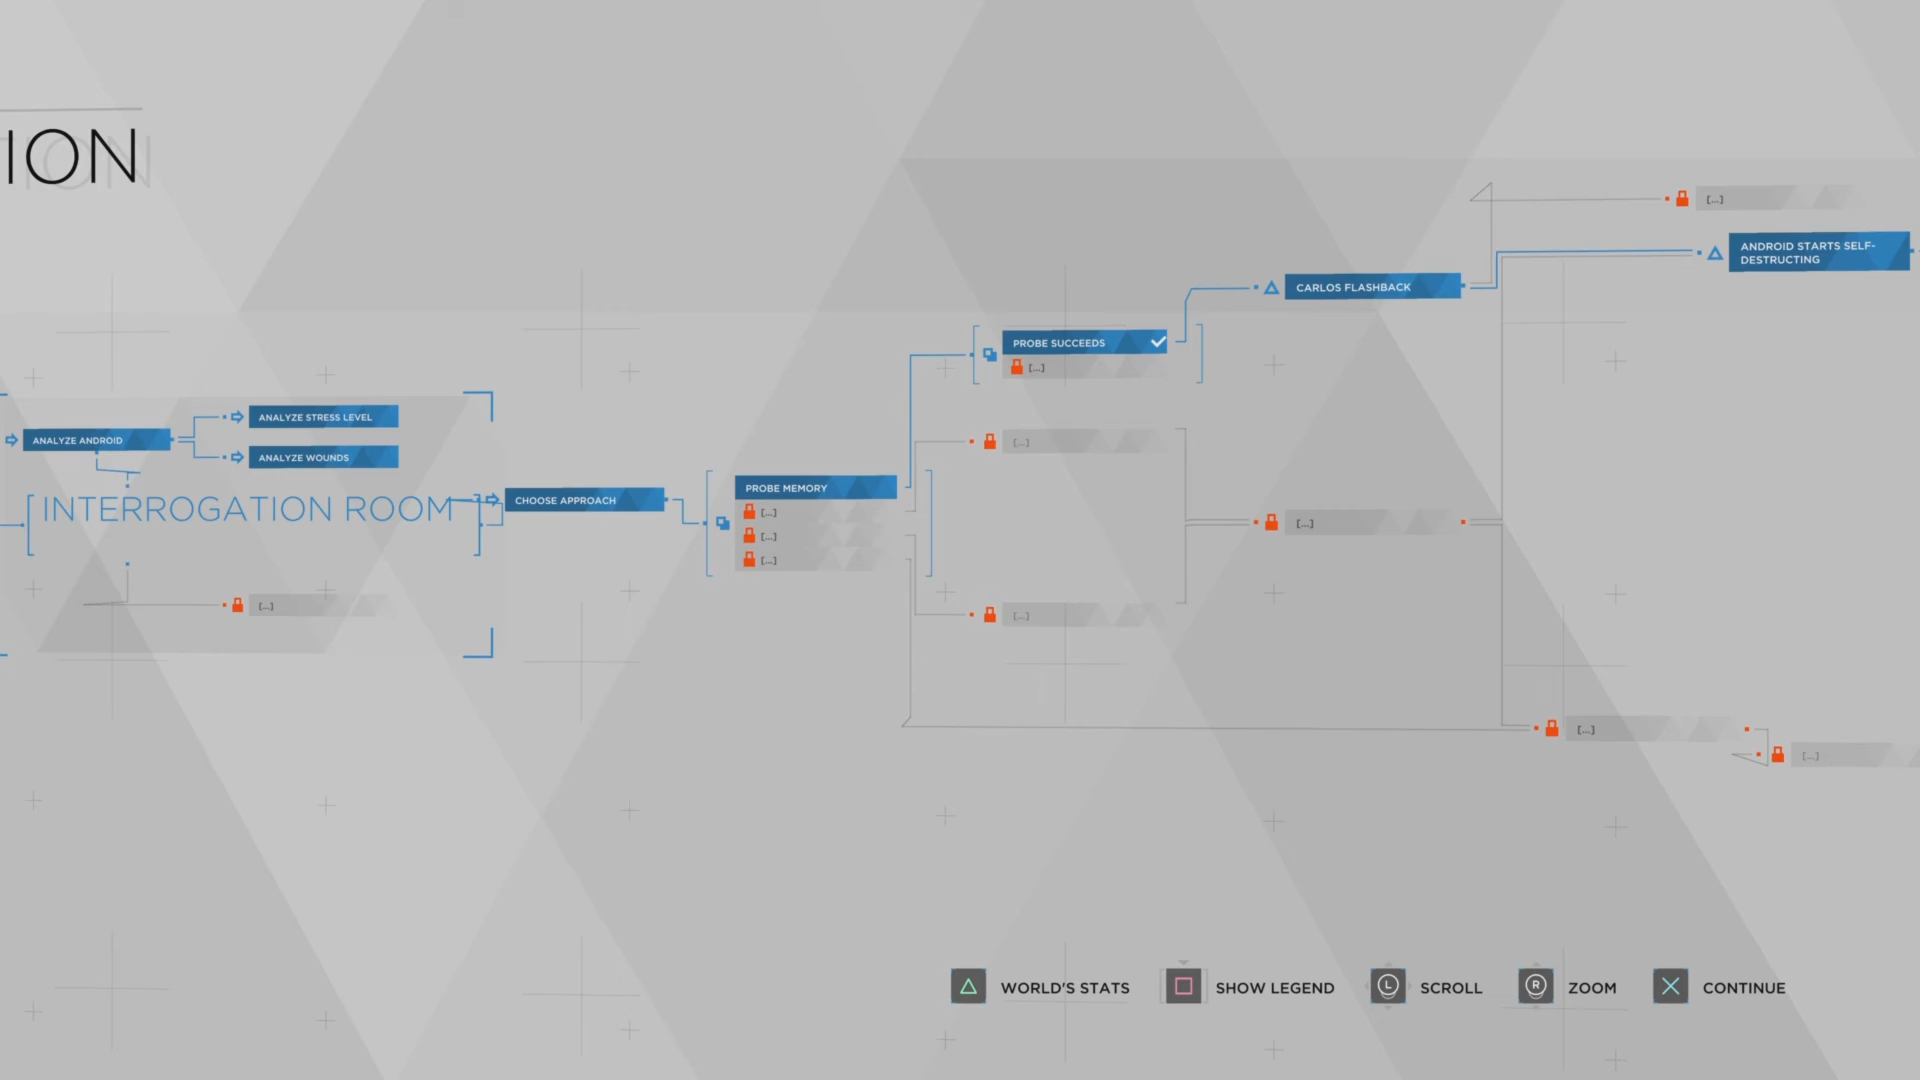 ION
[...]
ANDROID STARTS SELF-
DESTRUCTING
CARLOS FLASHBACK
PROBE SUCCEEDS
[...]
ANALYZE STRESS LEVEL
ANALYZE ANDROID
[...]
ANALYZE WOUNDS
PROBE MEMORY
INTERROGATION ROOM
CHOOSE APPROACH
[...]
[...]
[...]
[...]
[...]
[...]
[...]
[...]
WORLD'S STATS
SHOW LEGEND
L
SCROLL
R
ZOOM
CONTINUE